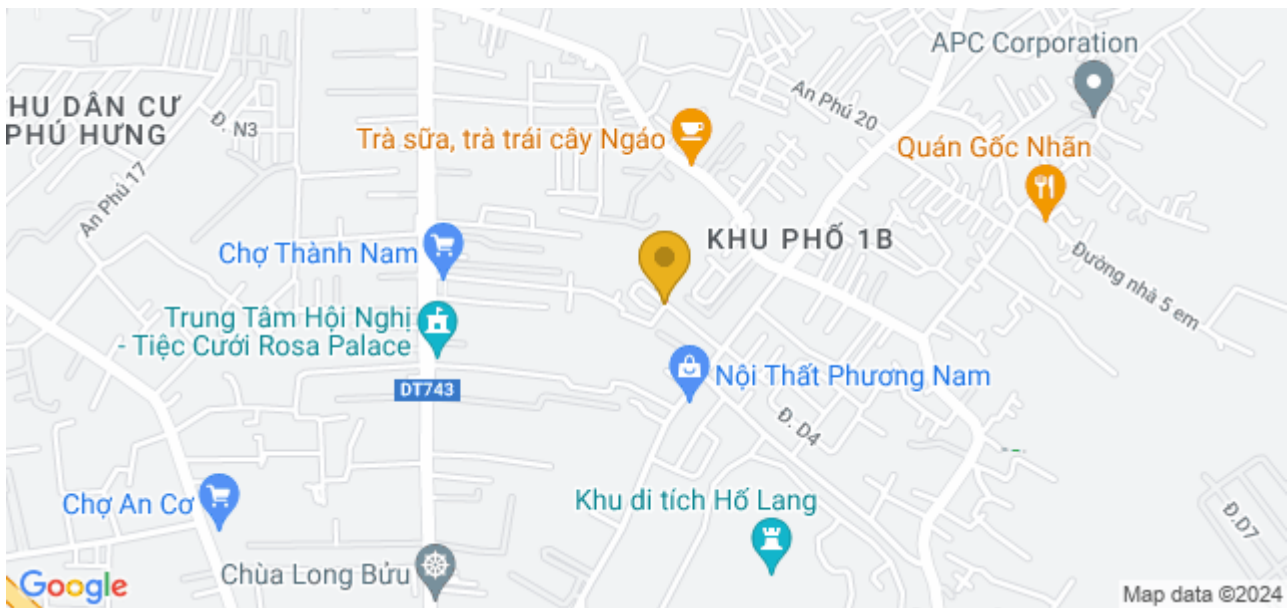 APC Corporation
HU DÂN CƯ
PHÚ HƯNG
Đ. N3
An Phú 20
Trà sữa, trà trái cây Ngáo
Quán Gốc Nhãn
An Phú 17
KHU PHỐ 1B
Chợ Thành Nam
Đường nhà 5 em
Trung Tâm Hội Nghị
- Tiệc Cưới Rosa Palace
DT743
Nội Thất Phương Nam
Đ. D4
Chợ An Cơ
Khu di tích Hố Lang
Đ.D7
Chùa Long Bửu
Google
Map data ©2024